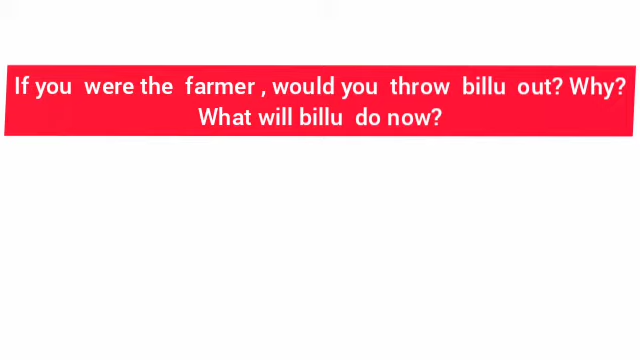 If you were the farmer , would you throw billu out? Why?
What will billu do now?